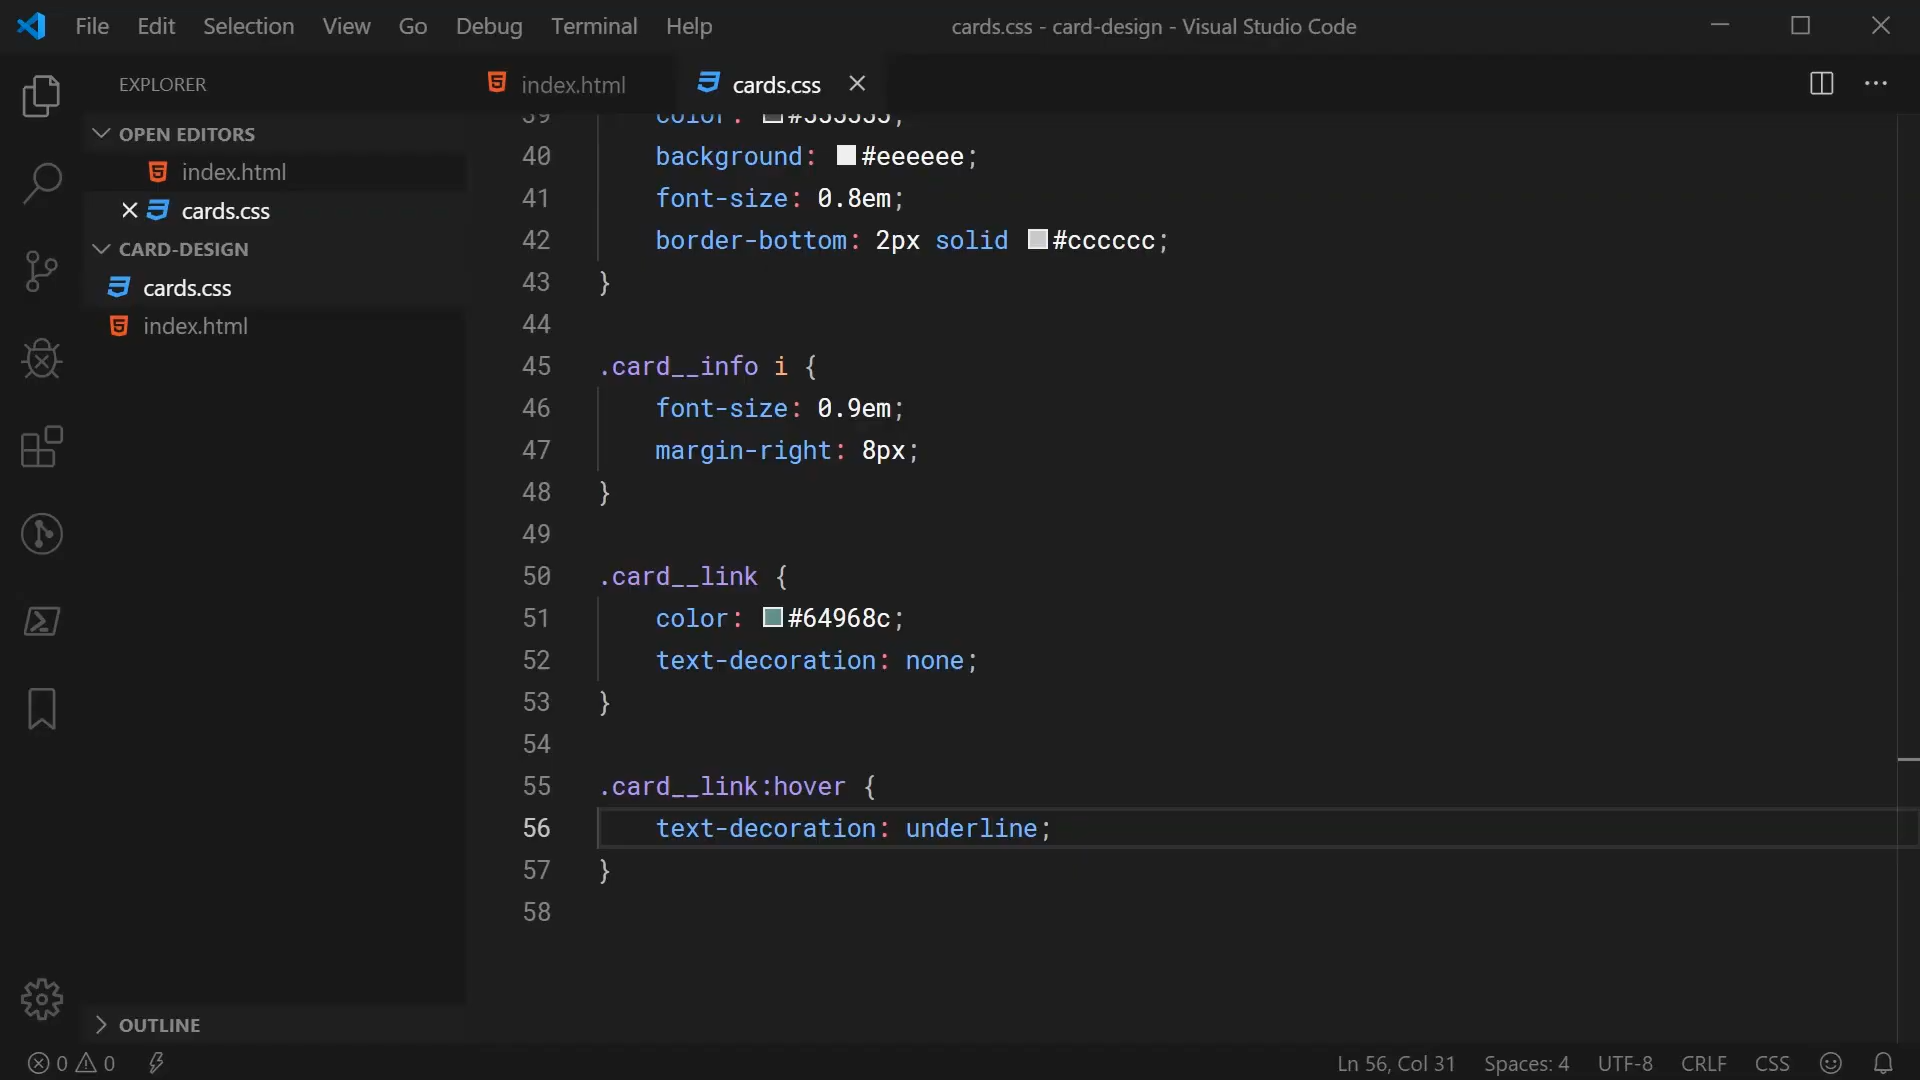 File Edit Selection View Go Debug Terminal Help cards.css - card-design - Visual Studio Code
EXPLORER
index.html cards.css
OPEN EDITORS
index.html
cards.css
CARD-DESIGN
cards.css
index.html
39 color: #333333;
40 background: #eeeeee;
41 font-size: 0.8em;
42 border-bottom: 2px solid #cccccc;
43 }
44
45 .card__info i {
46 font-size: 0.9em;
47 margin-right: 8px;
48 }
49
50 .card__link {
51 color: #64968c;
52 text-decoration: none;
53 }
54
55 .card__link:hover {
56 text-decoration: underline;
57 }
58
OUTLINE
0 0 Ln 56, Col 31 Spaces: 4 UTF-8 CRLF CSS